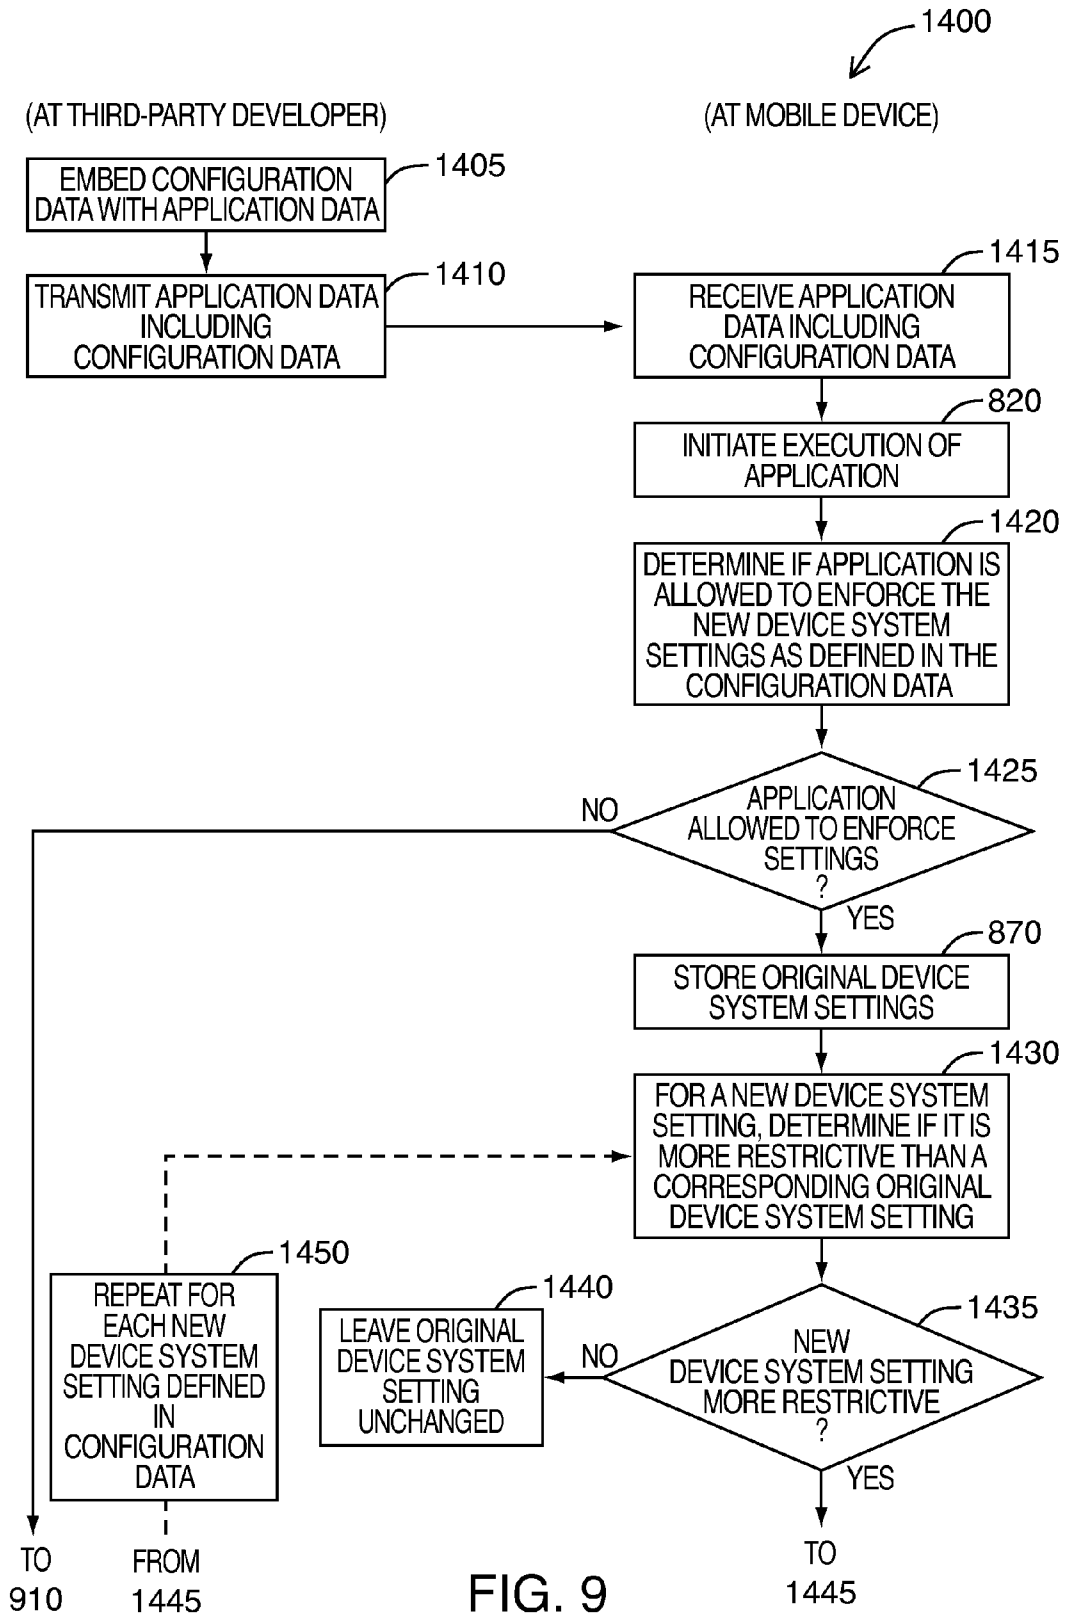 1400
(AT THIRD-PARTY DEVELOPER)
(AT MOBILE DEVICE)
1405
EMBED CONFIGURATION
DATA WITH APPLICATION DATA
1410
TRANSMIT APPLICATION DATA
INCLUDING
CONFIGURATION DATA
1415
RECEIVE APPLICATION
DATA INCLUDING
CONFIGURATION DATA
820
INITIATE EXECUTION OF
APPLICATION
1420
DETERMINE IF APPLICATION IS
ALLOWED TO ENFORCE THE
NEW DEVICE SYSTEM
SETTINGS AS DEFINED IN THE
CONFIGURATION DATA
1425
APPLICATION
ALLOWED TO ENFORCE
SETTINGS
?
NO
YES
870
STORE ORIGINAL DEVICE
SYSTEM SETTINGS
1430
FOR A NEW DEVICE SYSTEM
SETTING, DETERMINE IF IT IS
MORE RESTRICTIVE THAN A
CORRESPONDING ORIGINAL
DEVICE SYSTEM SETTING
1435
NEW
DEVICE SYSTEM SETTING
MORE RESTRICTIVE
?
NO
YES
1440
LEAVE ORIGINAL
DEVICE SYSTEM
SETTING
UNCHANGED
1450
REPEAT FOR
EACH NEW
DEVICE SYSTEM
SETTING DEFINED
IN
CONFIGURATION
DATA
TO
910
FROM
1445
TO
1445
FIG. 9